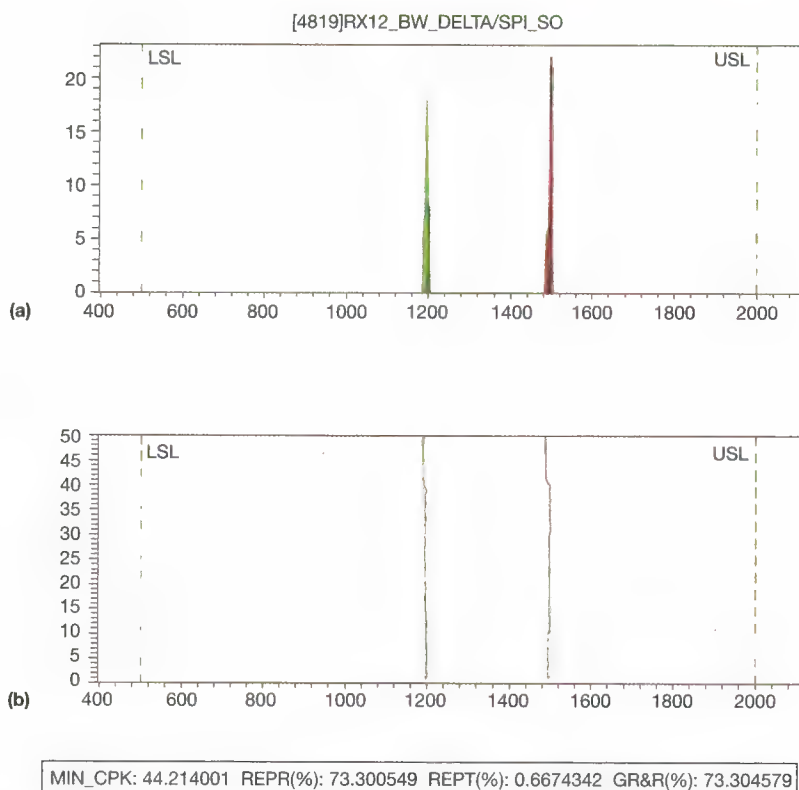 [4819]RX12_BW_DELTA/SPI_SO
LSL USL
20
15
10
5
0
(a)
400 600 800 1000 1200 1400 1600 1800 2000
50
LSL USL
45
40
35
30
25
20
15
10
5
0
(b)
400 600 800 1000 1200 1400 1600 1800 2000
MIN_CPK: 44.214001 REPR(%): 73.300549 REPT(%): 0.6674342 GR&R(%): 73.304579